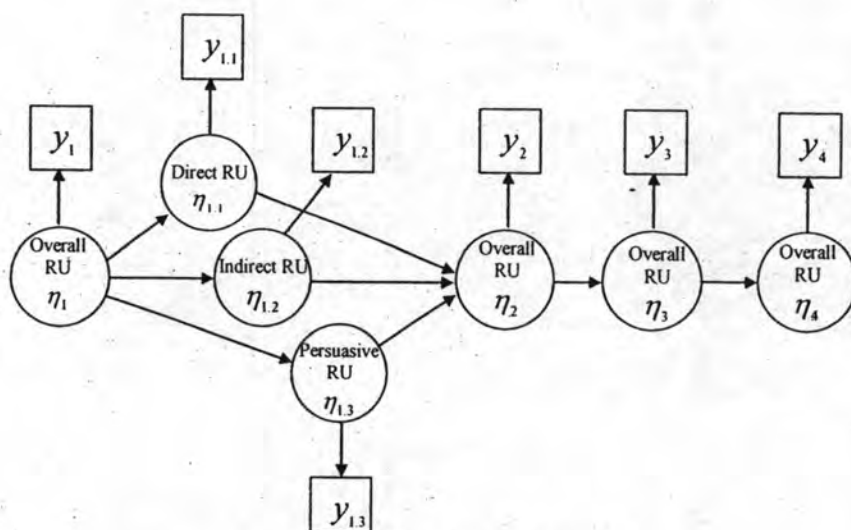 y₁.₁
y₁
y₁.₂
y₂
y₃
y₄
Direct RU
η₁.₁
Overall
RU
η₁
Indirect RU
η₁.₂
Overall
RU
η₂
Overall
RU
η₃
Overall
RU
η₄
Persuasive
RU
η₁.₃
y₁.₃